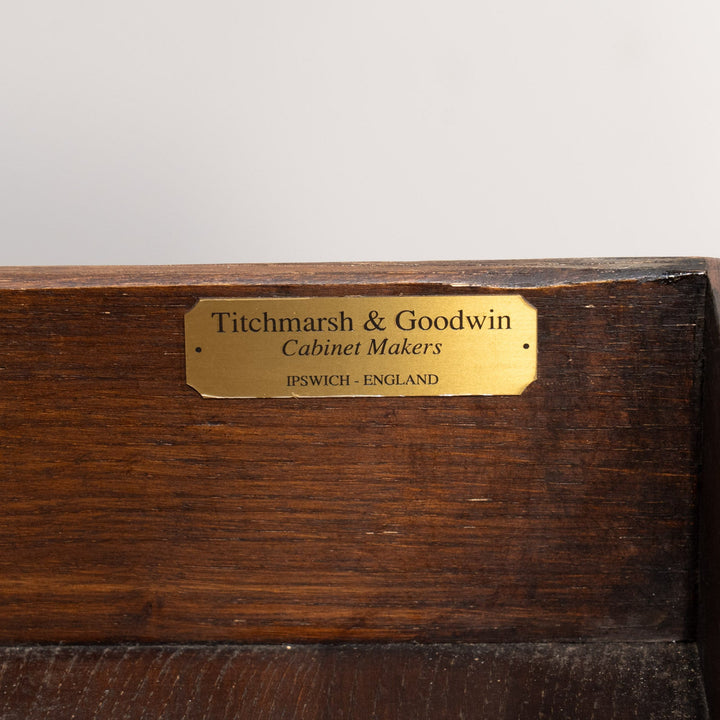 Titchmarsh & Goodwin
Cabinet Makers
IPSWICH - ENGLAND